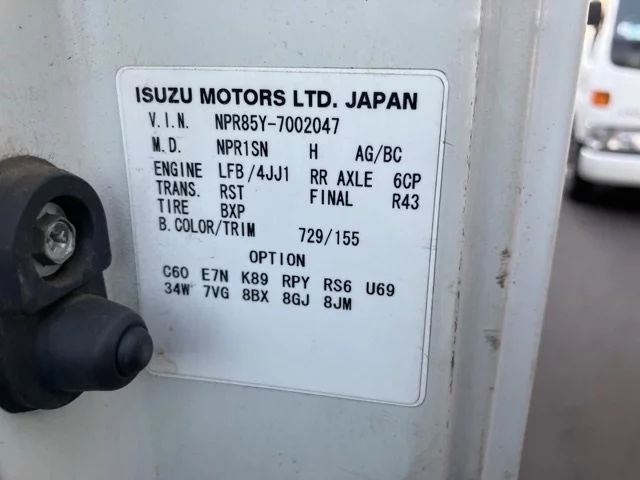 ISUZU MOTORS LTD. JAPAN
V.I.N. NPR85Y-7002047
M.D. NPR1SN H AG/BC
ENGINE LFB/4JJ1 RR AXLE 6CP
TRANS. RST FINAL R43
TIRE BXP
B.COLOR/TRIM 729/155
OPTION
C60 E7N K89 RPY RS6 U69
34W 7VG 8BX 8GJ 8JM